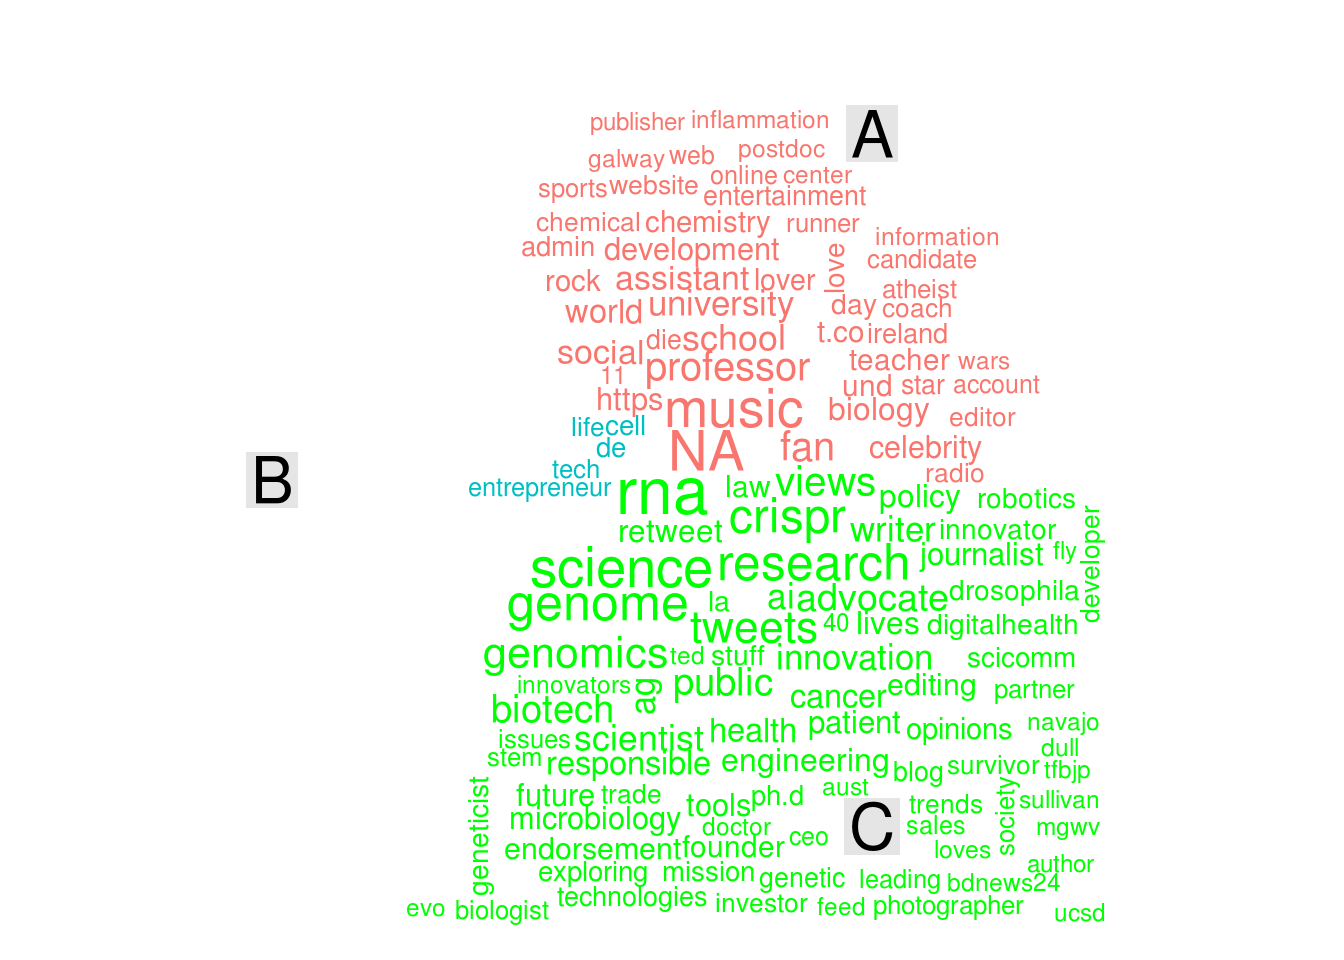 publisher inflammation A
galway web postdoc
online center
sports website entertainment
chemical chemistry runner
information
admin development love candidate
rock assistant lover atheist
world university day coach
die school t.co ireland
social professor teacher wars
11 und star account
https music biology editor
life cell
de NA fan celebrity
B tech radio
entrepreneur rna law views policy robotics
retweet crispr writer innovator developer
science research journalist fly
genome la ai advocate drosophila
tweets 40 lives digitalhealth
genomics ted stuff innovation scicomm
innovators ag public cancer editing partner
biotech health patient opinions navajo
issues scientist dull
stem responsible engineering blog survivor tfbjp
geneticist future trade tools ph.d aust trends society sullivan
microbiology doctor ceo C sales mgwv
endorsement founder loves
exploring mission genetic leading bdnews24 author
technologies
evo biologist investor feed photographer ucsd